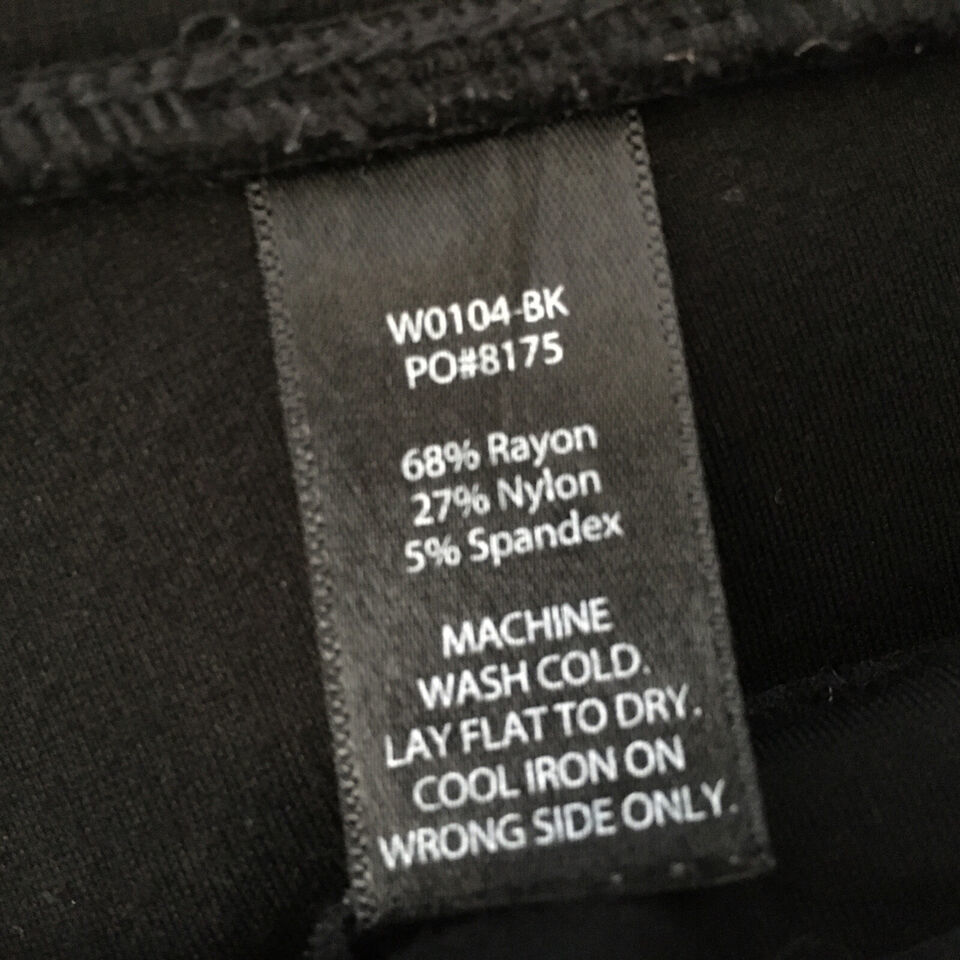 W0104-BK
PO#8175
68% Rayon
27% Nylon
5% Spandex
MACHINE
WASH COLD.
LAY FLAT TO DRY.
COOL IRON ON
WRONG SIDE ONLY.